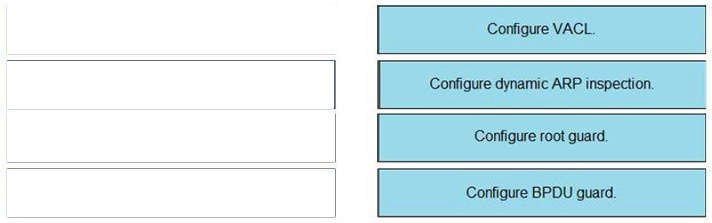 Configure VACL.
Configure dynamic ARP inspection.
Configure root guard.
Configure BPDU guard.